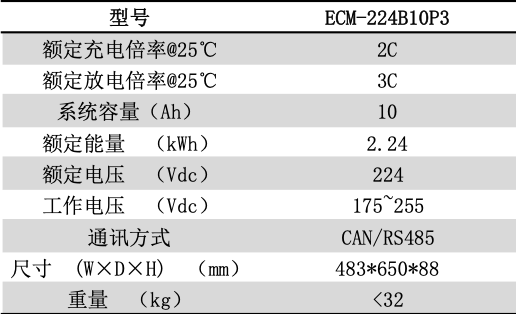 型号 ECM-224B10P3
额定充电倍率@25℃ 2C
额定放电倍率@25℃ 3C
系统容量（Ah） 10
额定能量 （kWh） 2.24
额定电压 （Vdc） 224
工作电压 （Vdc） 175~255
通讯方式 CAN/RS485
尺寸 (W×D×H) （mm） 483*650*88
重量 （kg） <32